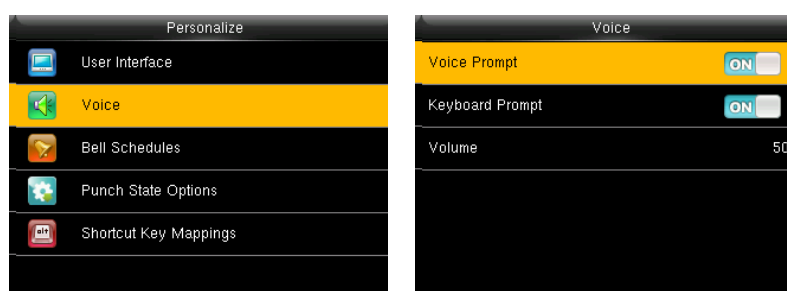 Personalize
User Interface
Voice
Bell Schedules
Punch State Options
alt
Shortcut Key Mappings
Voice
Voice Prompt ON
Keyboard Prompt ON
Volume 50